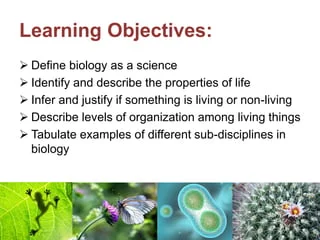 Learning Objectives:
➢ Define biology as a science
➢ Identify and describe the properties of life
➢ Infer and justify if something is living or non-living
➢ Describe levels of organization among living things
➢ Tabulate examples of different sub-disciplines in
biology